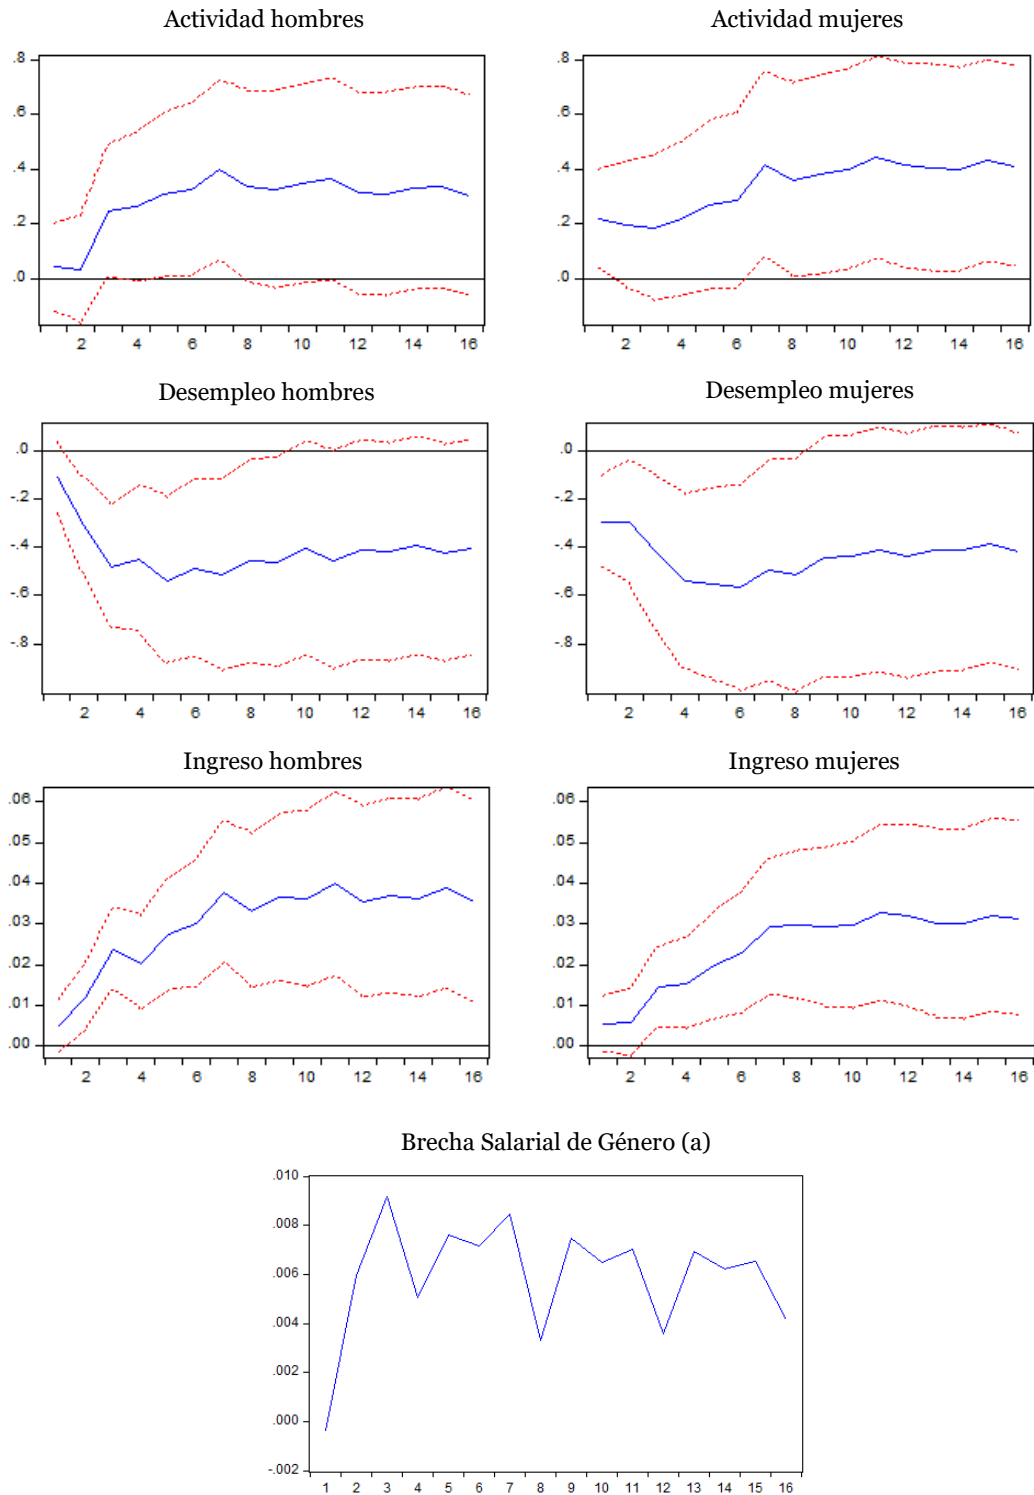 Actividad hombres
Actividad mujeres
.8
.6
.4
.2
.0
2 4 6 8 10 12 14 16
.8
.6
.4
.2
.0
2 4 6 8 10 12 14 16
Desempleo hombres
Desempleo mujeres
.0
-.2
-.4
-.6
-.8
2 4 6 8 10 12 14 16
.0
-.2
-.4
-.6
-.8
2 4 6 8 10 12 14 16
Ingreso hombres
Ingreso mujeres
.06
.05
.04
.03
.02
.01
.00
2 4 6 8 10 12 14 16
.06
.05
.04
.03
.02
.01
.00
2 4 6 8 10 12 14 16
Brecha Salarial de Género (a)
.010
.008
.006
.004
.002
.000
-.002
1 2 3 4 5 6 7 8 9 10 11 12 13 14 15 16